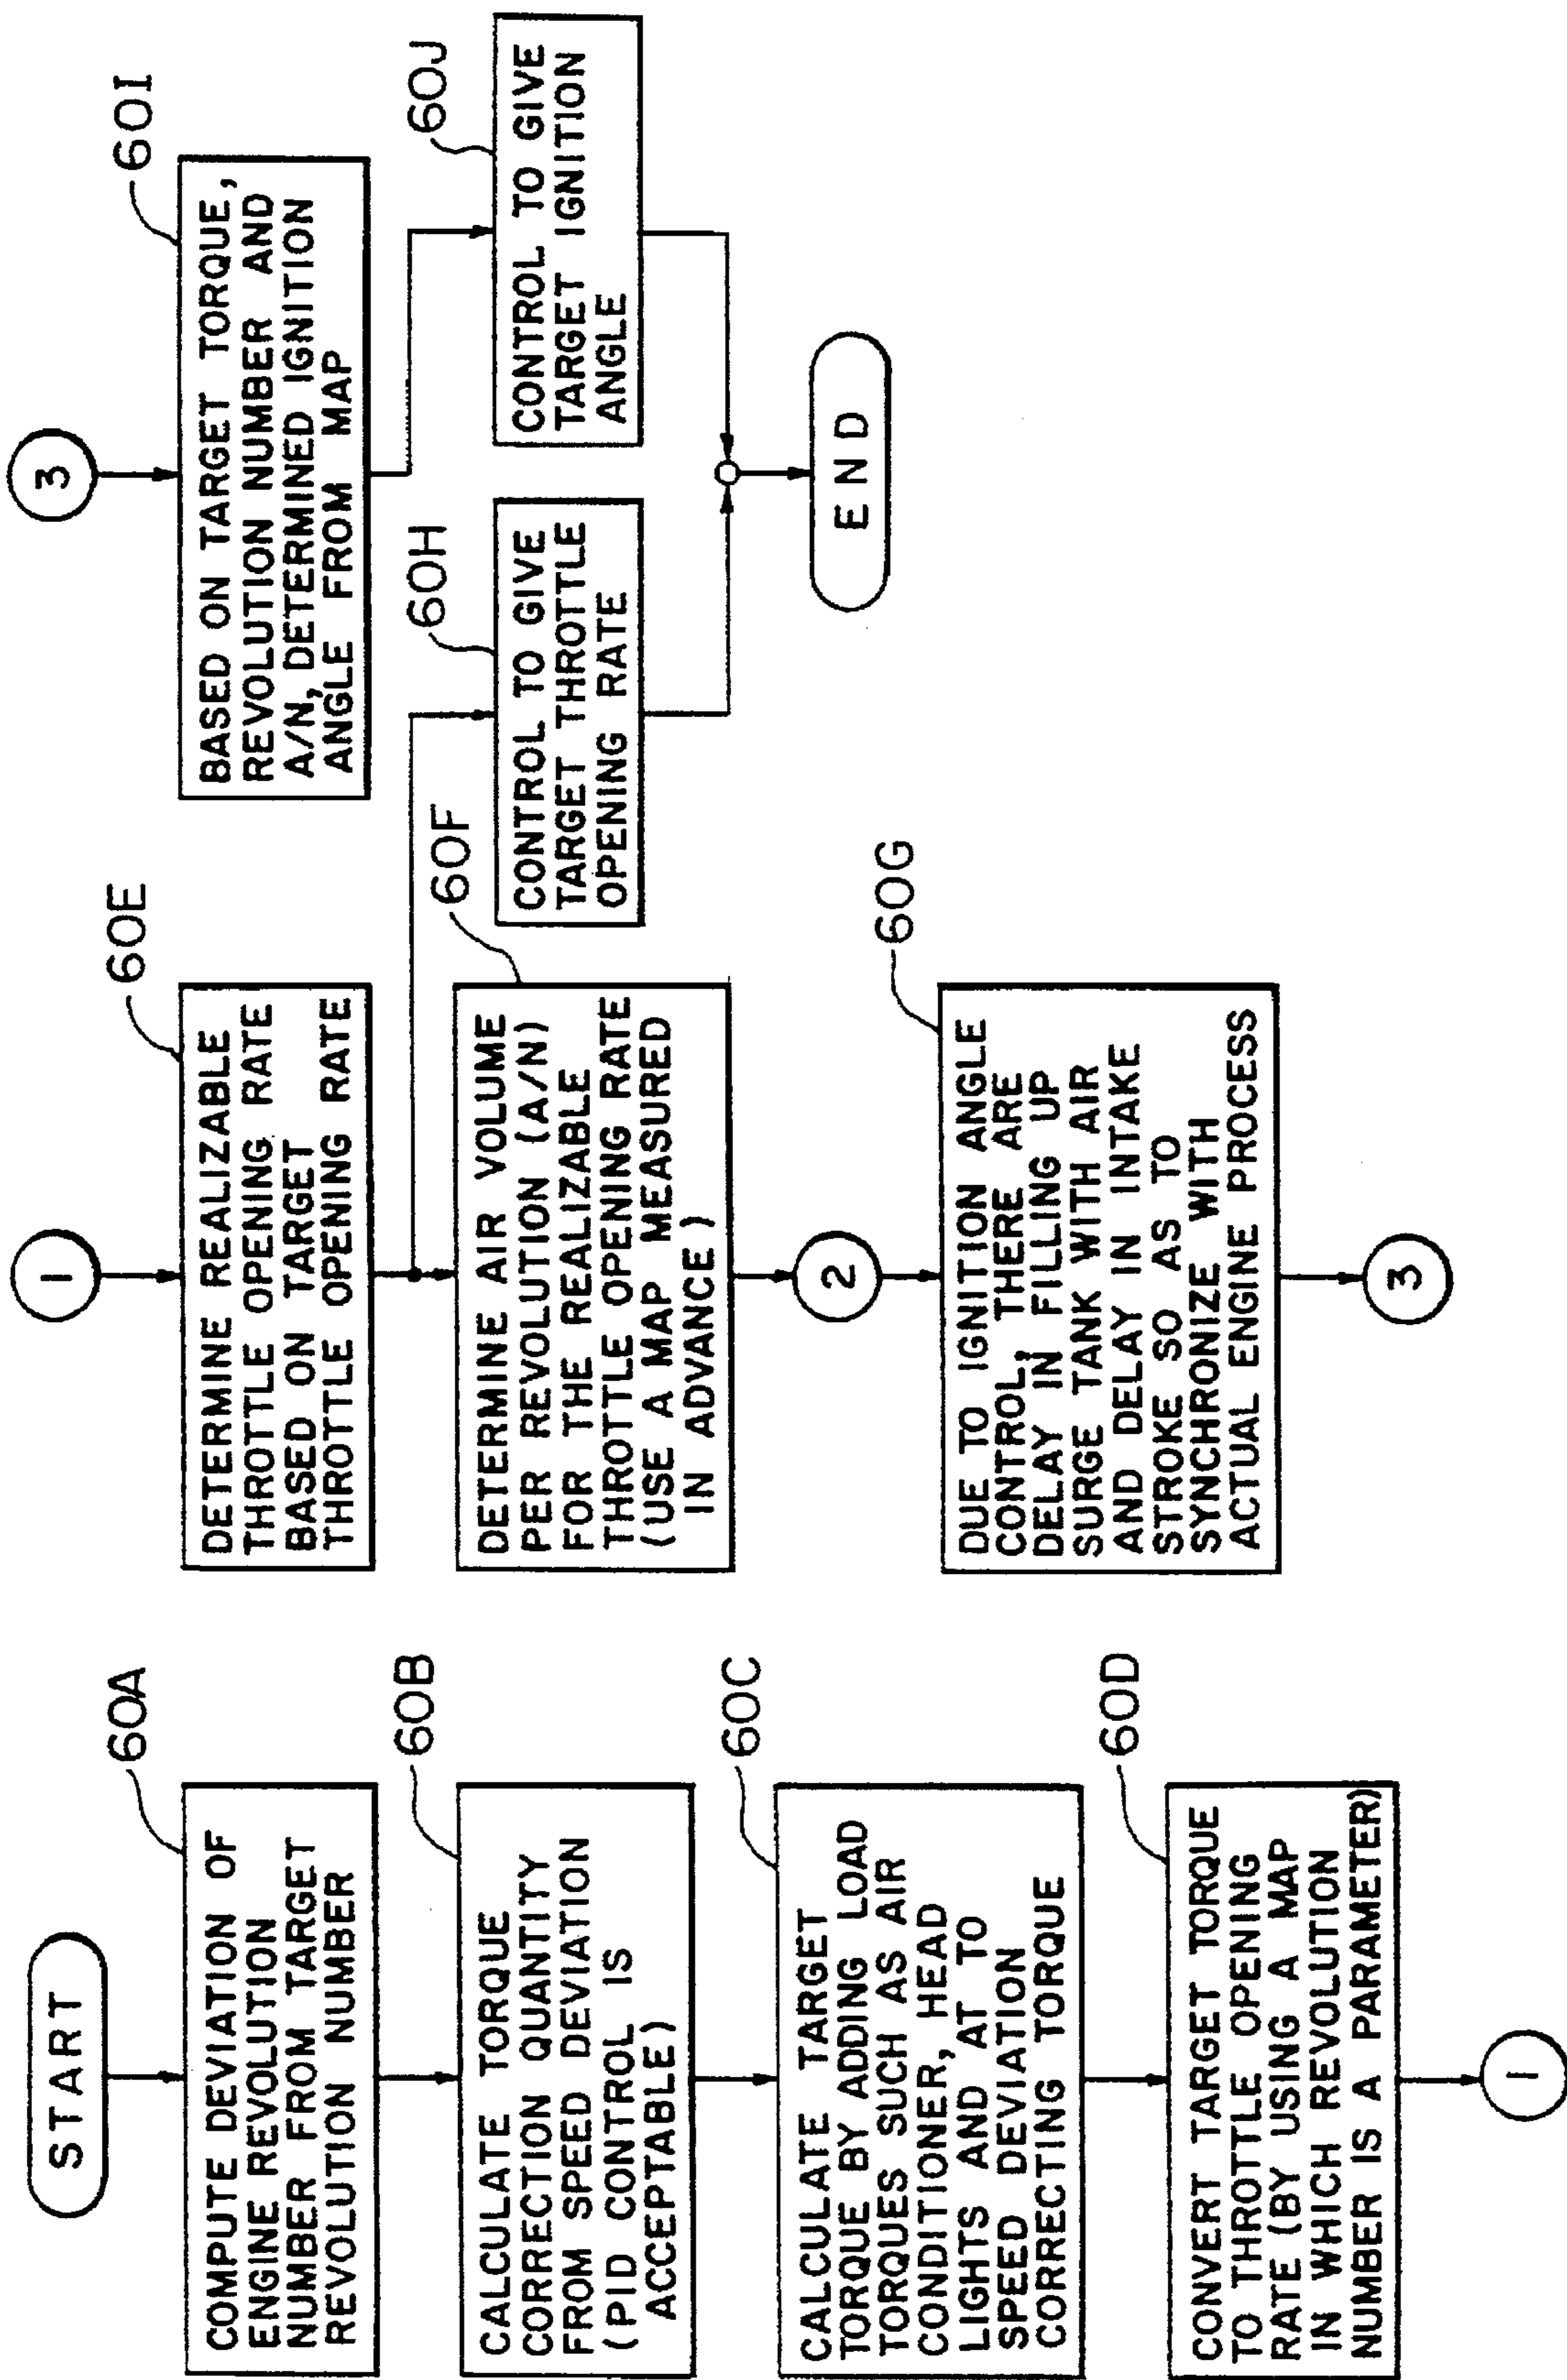 START
60A
COMPUTE DEVIATION OF
ENGINE REVOLUTION
NUMBER FROM TARGET
REVOLUTION NUMBER
60B
CALCULATE TORQUE
CORRECTION QUANTITY
FROM SPEED DEVIATION
(PID CONTROL IS
ACCEPTABLE)
60C
CALCULATE TARGET
TORQUE BY ADDING LOAD
TORQUES SUCH AS AIR
CONDITIONER, HEAD
LIGHTS AND AT TO
SPEED DEVIATION
CORRECTING TORQUE
60D
CONVERT TARGET TORQUE
TO THROTTLE OPENING
RATE (BY USING A MAP
IN WHICH REVOLUTION
NUMBER IS A PARAMETER)
1
1
60E
DETERMINE REALIZABLE
THROTTLE OPENING RATE
BASED ON TARGET
THROTTLE OPENING RATE
60F
DETERMINE AIR VOLUME
PER REVOLUTION (A/N)
FOR THE REALIZABLE
THROTTLE OPENING RATE
(USE A MAP MEASURED
IN ADVANCE)
2
60G
DUE TO IGNITION ANGLE
CONTROL, THERE ARE
DELAY IN FILLING UP
SURGE TANK WITH AIR
AND DELAY IN INTAKE
STROKE SO AS TO
SYNCHRONIZE WITH
ACTUAL ENGINE PROCESS
3
3
60I
BASED ON TARGET TORQUE,
REVOLUTION NUMBER AND
A/N, DETERMINED IGNITION
ANGLE FROM MAP
60H
CONTROL TO GIVE
TARGET THROTTLE
OPENING RATE
60J
CONTROL TO GIVE
TARGET IGNITION
ANGLE
END